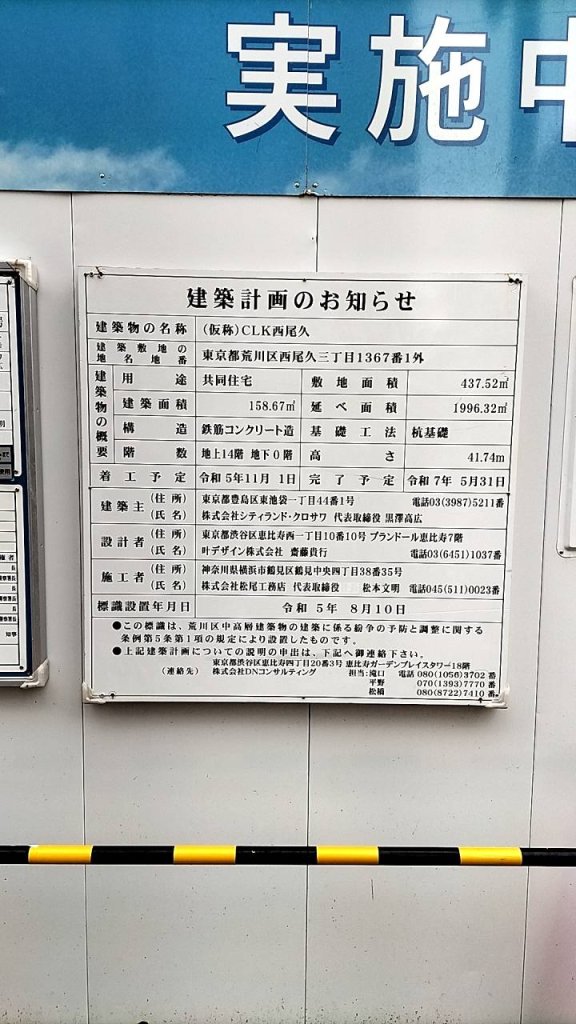 実施中
建築計画のお知らせ
建築物の名称 (仮称)CLK西尾久
建築敷地の地名地番 東京都荒川区西尾久三丁目1367番1外
建築物の概要
用途 共同住宅 敷地面積 437.52㎡
建築面積 158.67㎡ 延べ面積 1996.32㎡
構造 鉄筋コンクリート造 基礎工法 杭基礎
階数 地上14階 地下0階 高さ 41.74m
着工予定 令和5年11月1日 完了予定 令和7年5月31日
建築主 (住所) 東京都豊島区東池袋一丁目44番1号 電話03(3987)5211番
(氏名) 株式会社シティランド・クロサワ 代表取締役 黒澤高広
設計者 (住所) 東京都渋谷区恵比寿西一丁目10番10号 プランドール恵比寿7階
(氏名) 叶デザイン株式会社 齋藤貴行 電話03(6451)1037番
施工者 (住所) 神奈川県横浜市鶴見区鶴見中央四丁目38番35号
(氏名) 株式会社松尾工務店 代表取締役 松本文明 電話045(511)0023番
標識設置年月日 令和5年8月10日
●この標識は、荒川区中高層建築物の建築に係る紛争の予防と調整に関する
条例第5条第1項の規定により設置したものです。
●上記建築計画についての説明の申出は、下記へ御連絡下さい。
東京都渋谷区恵比寿四丁目20番3号 恵比寿ガーデンプレイスタワー18階
(連絡先) 株式会社DNコンサルティング 担当:滝口 電話 080(1056)3702番
平野 070(1393)7770番
松橋 080(8722)7410番